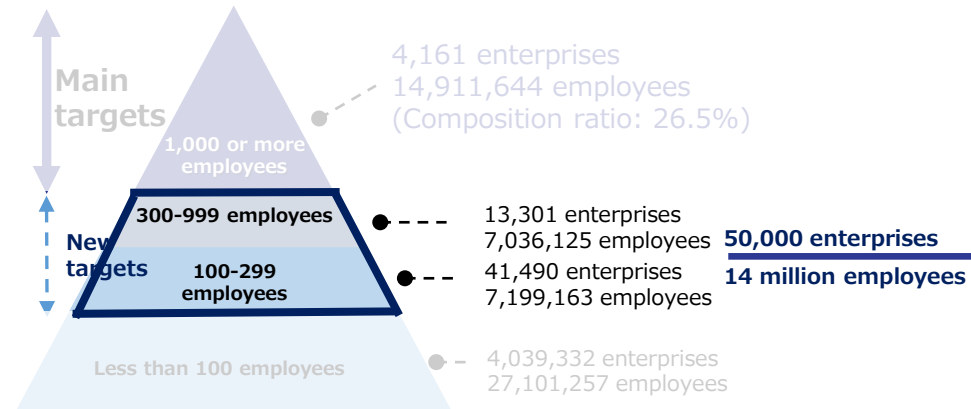 Main
targets
4,161 enterprises
14,911,644 employees
(Composition ratio: 26.5%)
1,000 or more
employees
New
targets
300-999 employees
13,301 enterprises
7,036,125 employees
100-299
employees
41,490 enterprises
7,199,163 employees
50,000 enterprises
14 million employees
Less than 100 employees
4,039,332 enterprises
27,101,257 employees